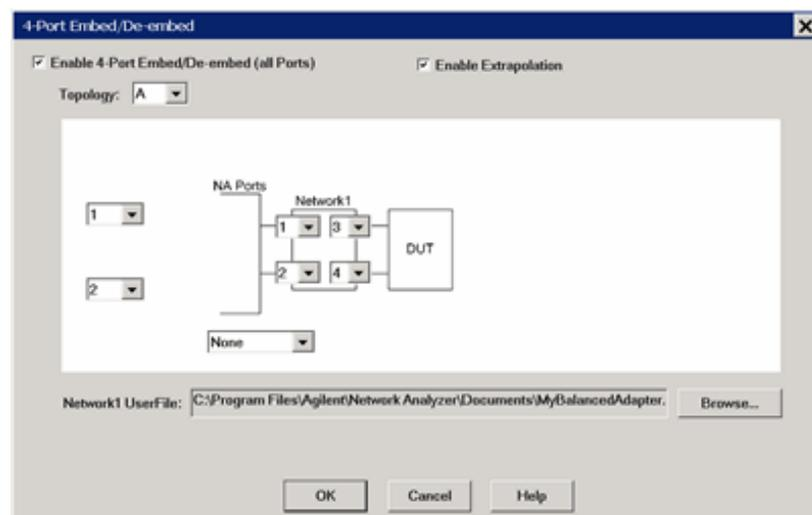 4-Port Embed/De-embed
Enable 4-Port Embed/De-embed (all Ports)
Enable Extrapolation
Topology: A
NA Ports
Network1
1
1 3
DUT
2
2 4
None
Network1 UserFile: C:\Program Files\Agilent\Network Analyzer\Documents\MyBalancedAdapter.
Browse...
OK Cancel Help